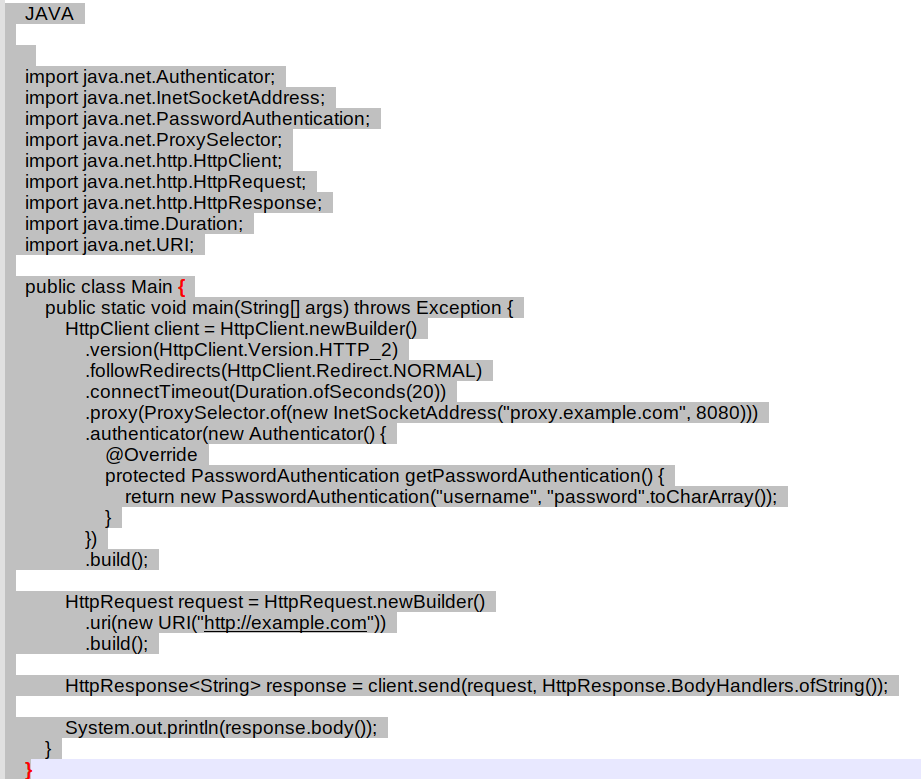 JAVA
import java.net.Authenticator;
import java.net.InetSocketAddress;
import java.net.PasswordAuthentication;
import java.net.ProxySelector;
import java.net.http.HttpClient;
import java.net.http.HttpRequest;
import java.net.http.HttpResponse;
import java.time.Duration;
import java.net.URI;
public class Main {
public static void main(String[] args) throws Exception {
HttpClient client = HttpClient.newBuilder()
.version(HttpClient.Version.HTTP_2)
.followRedirects(HttpClient.Redirect.NORMAL)
.connectTimeout(Duration.ofSeconds(20))
.proxy(ProxySelector.of(new InetSocketAddress("proxy.example.com", 8080)))
.authenticator(new Authenticator() {
@Override
protected PasswordAuthentication getPasswordAuthentication() {
return new PasswordAuthentication("username", "password".toCharArray());
}
})
.build();
HttpRequest request = HttpRequest.newBuilder()
.uri(new URI("http://example.com"))
.build();
HttpResponse<String> response = client.send(request, HttpResponse.BodyHandlers.ofString());
System.out.println(response.body());
}
}